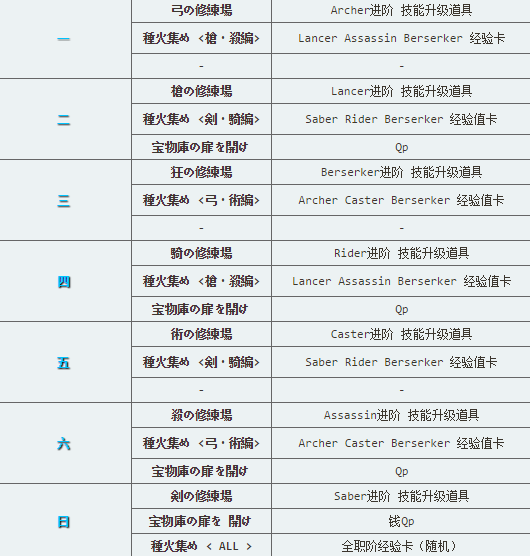 一
弓の修練場 Archer进阶 技能升级道具
種火集め <槍・殺編> Lancer Assassin Berserker 经验卡
- -
二
槍の修練場 Lancer进阶 技能升级道具
種火集め <剣・騎編> Saber Rider Berserker 经验值卡
宝物庫の扉を開け Qp
三
狂の修練場 Berserker进阶 技能升级道具
種火集め <弓・術編> Archer Caster Berserker 经验值卡
- -
四
騎の修練場 Rider进阶 技能升级道具
種火集め <槍・殺編> Lancer Assassin Berserker 经验值卡
宝物庫の扉を開け Qp
五
術の修練場 Caster进阶 技能升级道具
種火集め <剣・騎編> Saber Rider Berserker 经验值卡
- -
六
殺の修練場 Assassin进阶 技能升级道具
種火集め <弓・術編> Archer Caster Berserker 经验值卡
宝物庫の扉を開け Qp
日
剣の修練場 Saber进阶 技能升级道具
宝物庫の扉を 開け 钱Qp
種火集め < ALL > 全职阶经验卡（随机）